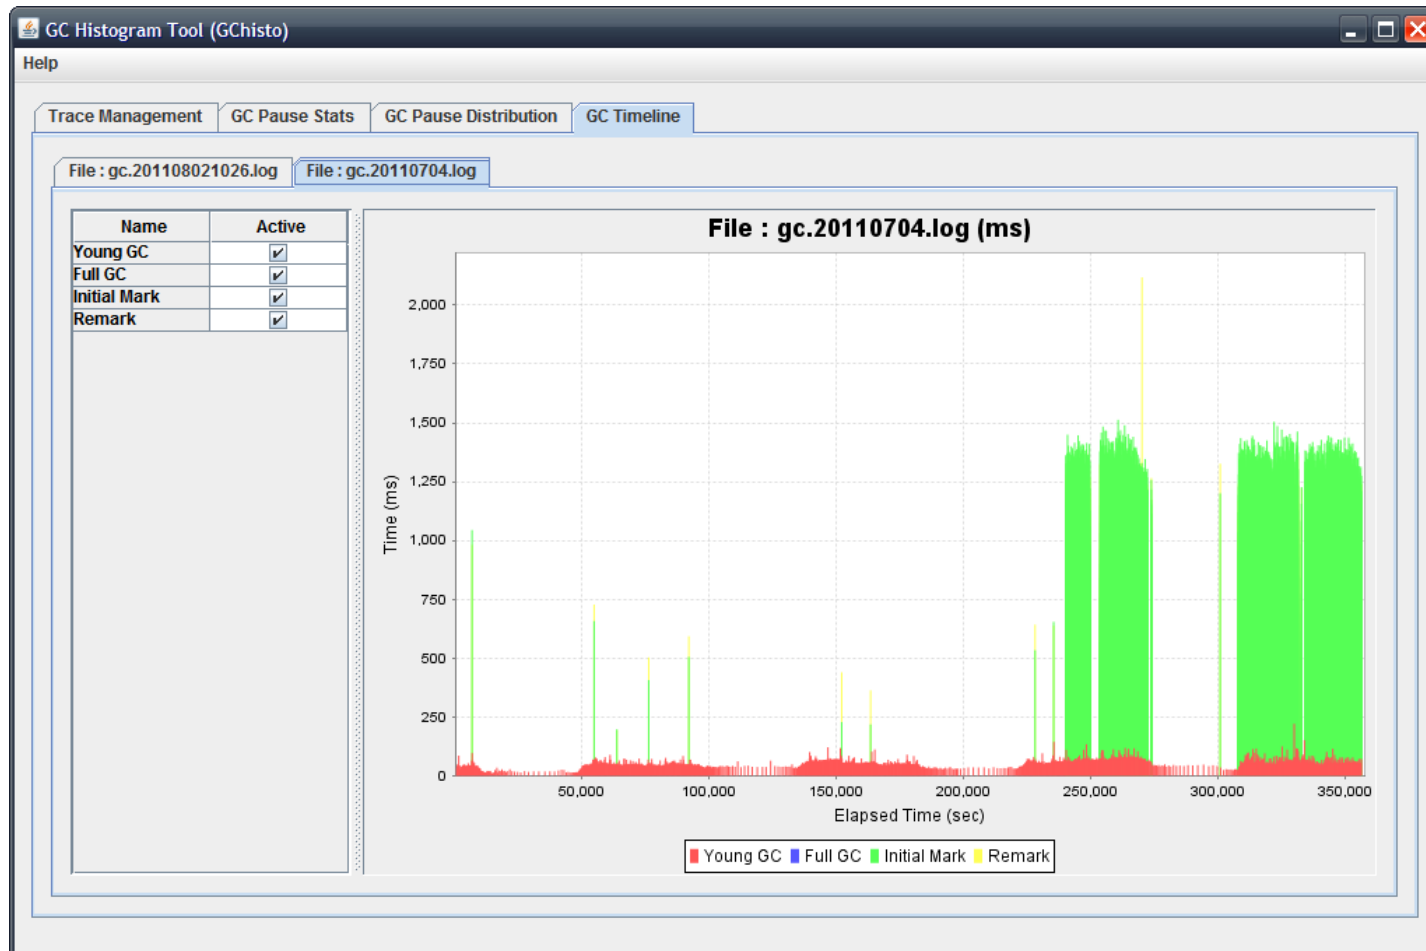 GC Histogram Tool (GChisto)
Help
Trace Management GC Pause Stats GC Pause Distribution GC Timeline
File : gc.201108021026.log File : gc.20110704.log
Name Active
Young GC
Full GC
Initial Mark
Remark
File : gc.20110704.log (ms)
Time (ms)
2,000
1,750
1,500
1,250
1,000
750
500
250
0
50,000 100,000 150,000 200,000 250,000 300,000 350,000
Elapsed Time (sec)
Young GC Full GC Initial Mark Remark